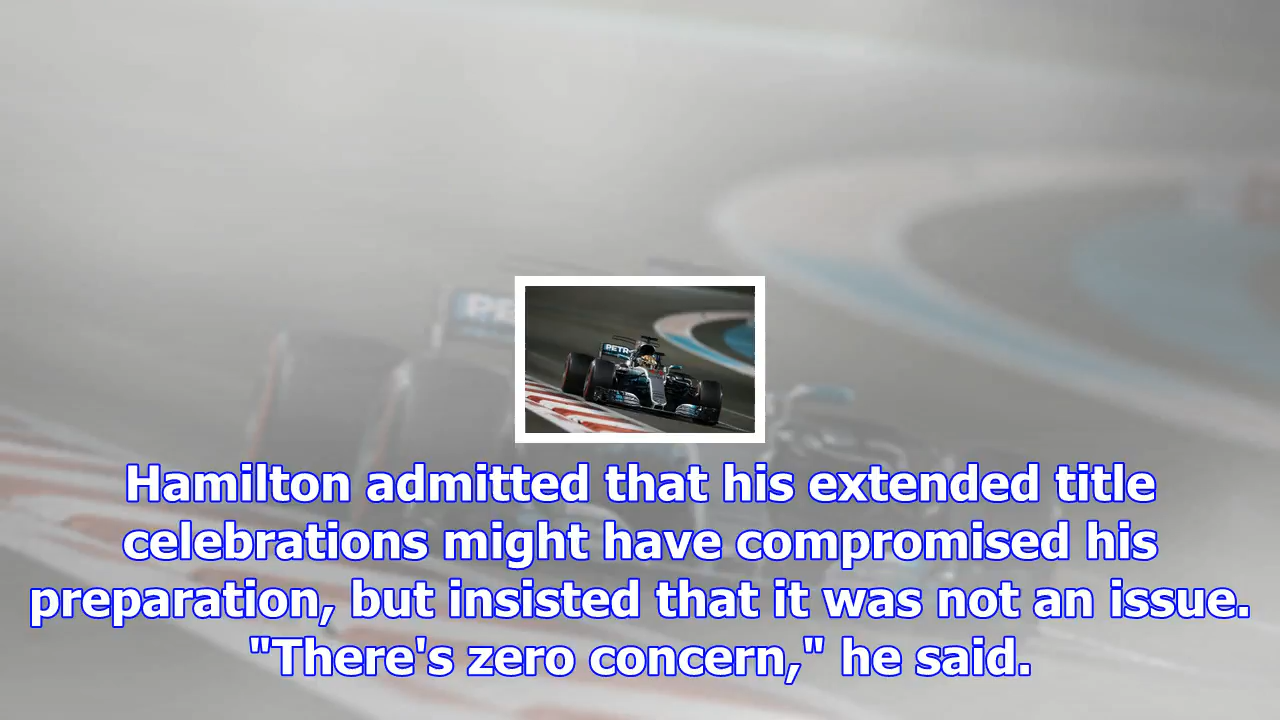 PETR
Hamilton admitted that his extended title
celebrations might have compromised his
preparation, but insisted that it was not an issue.
"There's zero concern," he said.